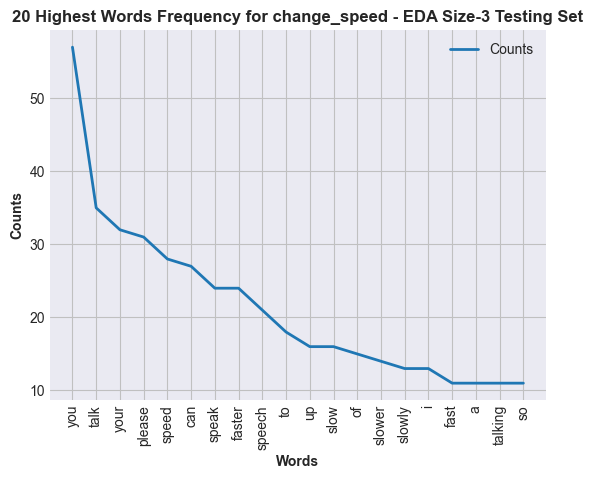 20 Highest Words Frequency for change_speed - EDA Size-3 Testing Set
Counts
50
40
30
20
10
Counts
you
talk
your
please
speed
can
speak
faster
speech
to
up
slow
of
slower
slowly
i
fast
a
talking
so
Words